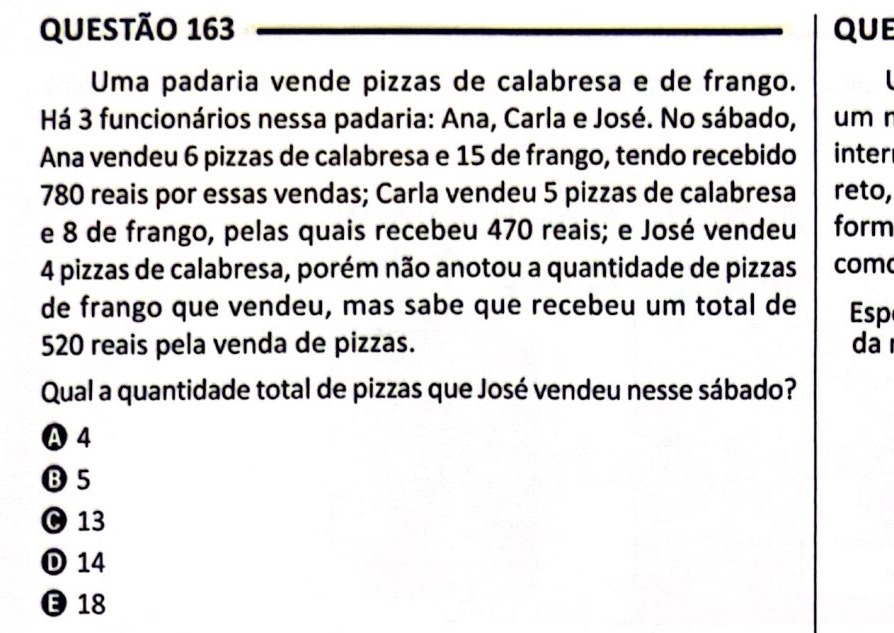 QUESTÃO 163
Uma padaria vende pizzas de calabresa e de frango.
Há 3 funcionários nessa padaria: Ana, Carla e José. No sábado,
Ana vendeu 6 pizzas de calabresa e 15 de frango, tendo recebido
780 reais por essas vendas; Carla vendeu 5 pizzas de calabresa
e 8 de frango, pelas quais recebeu 470 reais; e José vendeu
4 pizzas de calabresa, porém não anotou a quantidade de pizzas
de frango que vendeu, mas sabe que recebeu um total de
520 reais pela venda de pizzas.
Qual a quantidade total de pizzas que José vendeu nesse sábado?
A 4
B 5
C 13
D 14
E 18
QUE
um
reto,
form
Esp
da